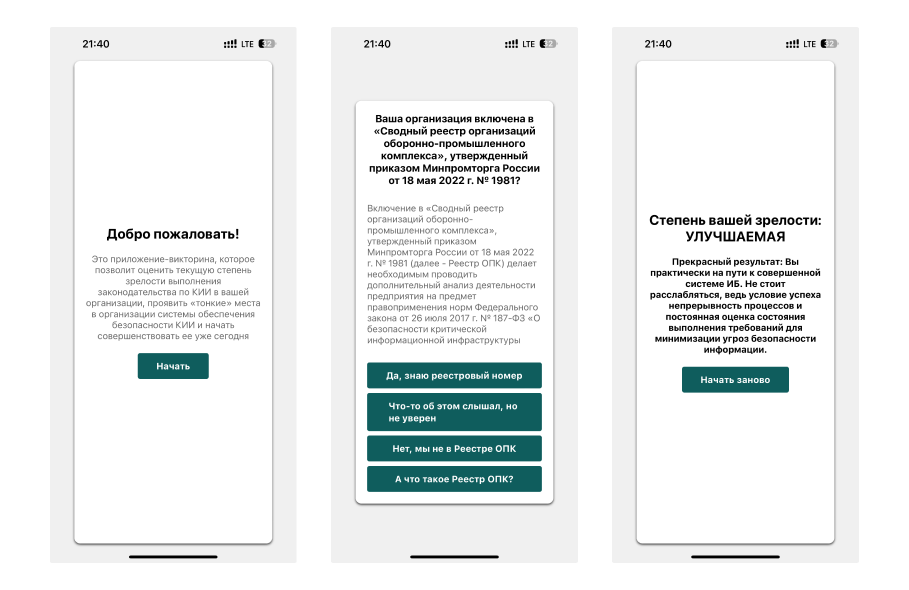 21:40
LTE 32
Добро пожаловать!
Это приложение-викторина, которое
позволит оценить текущую степень
зрелости выполнения
законодательства по КИИ в вашей
организации, проявить «тонкие» места
в организации системы обеспечения
безопасности КИИ и начать
совершенствовать ее уже сегодня
Начать
21:40
LTE 32
Ваша организация включена в
«Сводный реестр организаций
оборонно-промышленного
комплекса», утвержденный
приказом Минпромторга России
от 18 мая 2022 г. № 1981?
Включение в «Сводный реестр
организаций оборонно-
промышленного комплекса»,
утвержденный приказом
Минпромторга России от 18 мая 2022
г. № 1981 (далее - Реестр ОПК) делает
необходимым проводить
дополнительный анализ деятельности
предприятия на предмет
правоприменения норм Федерального
закона от 26 июля 2017 г. № 187-ФЗ «О
безопасности критической
информационной инфраструктуры
Да, знаю реестровый номер
Что-то об этом слышал, но
не уверен
Нет, мы не в Реестре ОПК
А что такое Реестр ОПК?
21:40
LTE 32
Степень вашей зрелости:
УЛУЧШАЕМАЯ
Прекрасный результат: Вы
практически на пути к совершенной
системе ИБ. Не стоит
расслабляться, ведь условие успеха
непрерывность процессов и
постоянная оценка состояния
выполнения требований для
минимизации угроз безопасности
информации.
Начать заново